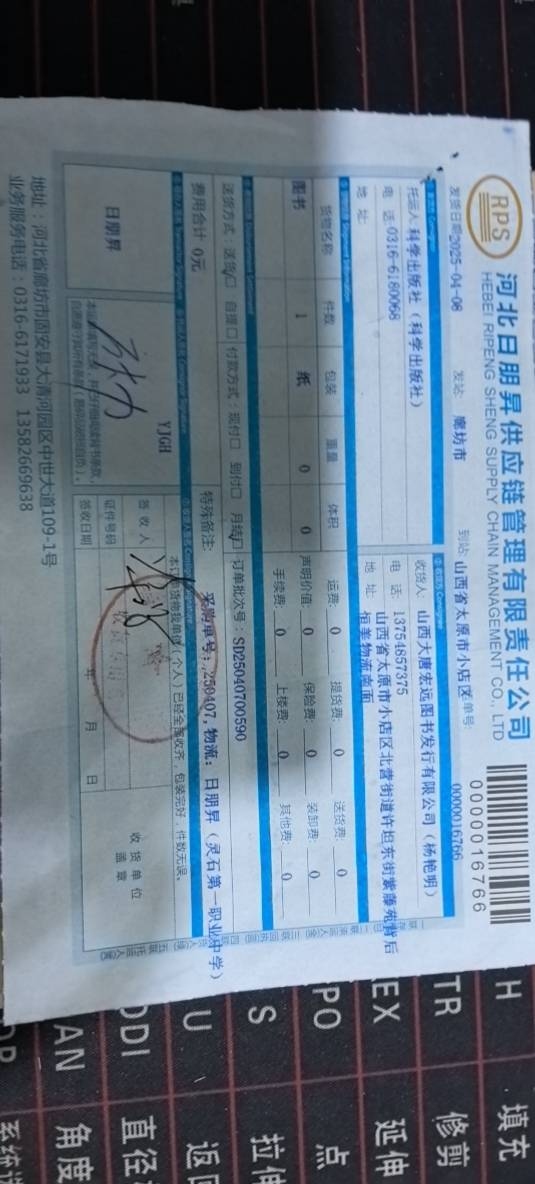 RPS
河北日朋昇供应链管理有限责任公司
HEBEI RIPENG SHENG SUPPLY CHAIN MANAGEMENT CO., LTD
0000016766
发货日期2025-04-08 发站: 廊坊市 到站: 山西省太原市小店区 单号: 0000016766
托运人 科学出版社（科学出版社）
电 话:0316-6180068
地 址:
收货人: 山西大唐宏远图书发行有限公司（杨艳明）
电 话: 13754857375
地 址: 山西省太原市小店区北营街道许坦东街紫藤苑背后
恒美物流南面
货物名称 件数 包装 重量 体积
图书 1 纸 0 0
运费: 0 提货费: 0 送货费: 0
声明价值: 0 保险费: 0 装卸费: 0
手续费: 0 上楼费: 0 其他费: 0
送货方式: 送货 自提 付款方式: 现付 到付 月结 订单批次号: SD25040700590
费用合计 0元
特殊备注: 采购单号: 250407, 物流: 日朋昇（灵石第一职业中学）
日朋昇
YJGH
签 收 人
证件号码
签收日期 年 月 日
收 货 单 位
盖 章
地址：河北省廊坊市固安县大清河园区中世大道109-1号
业务服务电话：0316-6171933 13582669638
H 填充
TR 修剪
EX 延伸
PO 点
S 拉伸
U 返回
DDI 直径
AN 角度